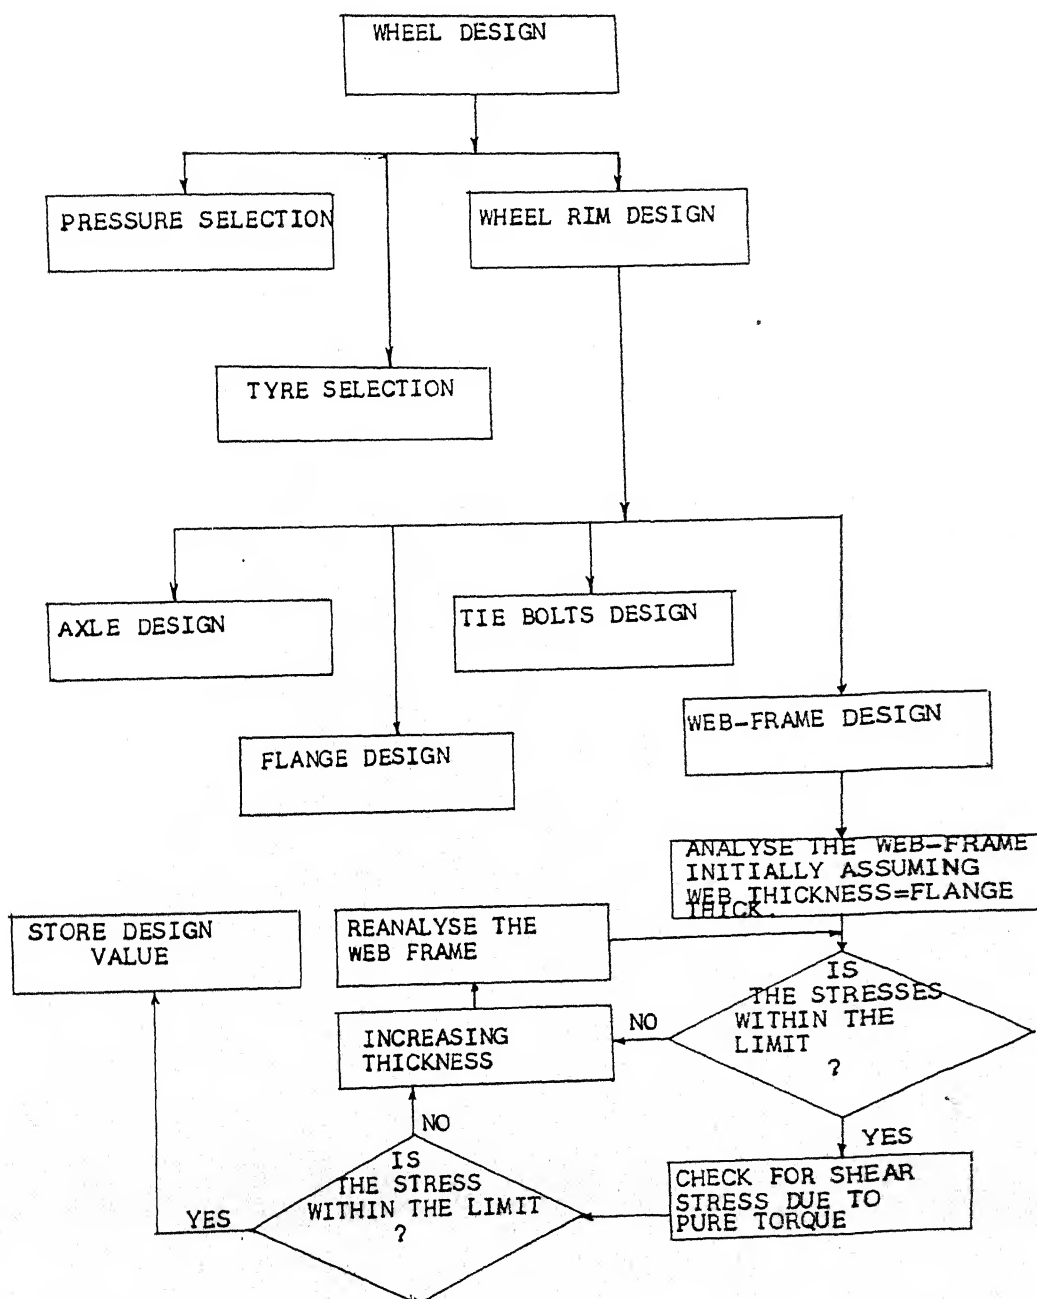 WHEEL DESIGN
PRESSURE SELECTION
WHEEL RIM DESIGN
TYRE SELECTION
AXLE DESIGN
TIE BOLTS DESIGN
FLANGE DESIGN
WEB-FRAME DESIGN
ANALYSE THE WEB-FRAME
INITIALLY ASSUMING
WEB THICKNESS=FLANGE
THICK.
STORE DESIGN
VALUE
REANALYSE THE
WEB FRAME
IS
THE STRESSES
WITHIN THE
LIMIT
?
NO
INCREASING
THICKNESS
NO
YES
CHECK FOR SHEAR
STRESS DUE TO
PURE TORQUE
IS
THE STRESS
WITHIN THE LIMIT
?
YES